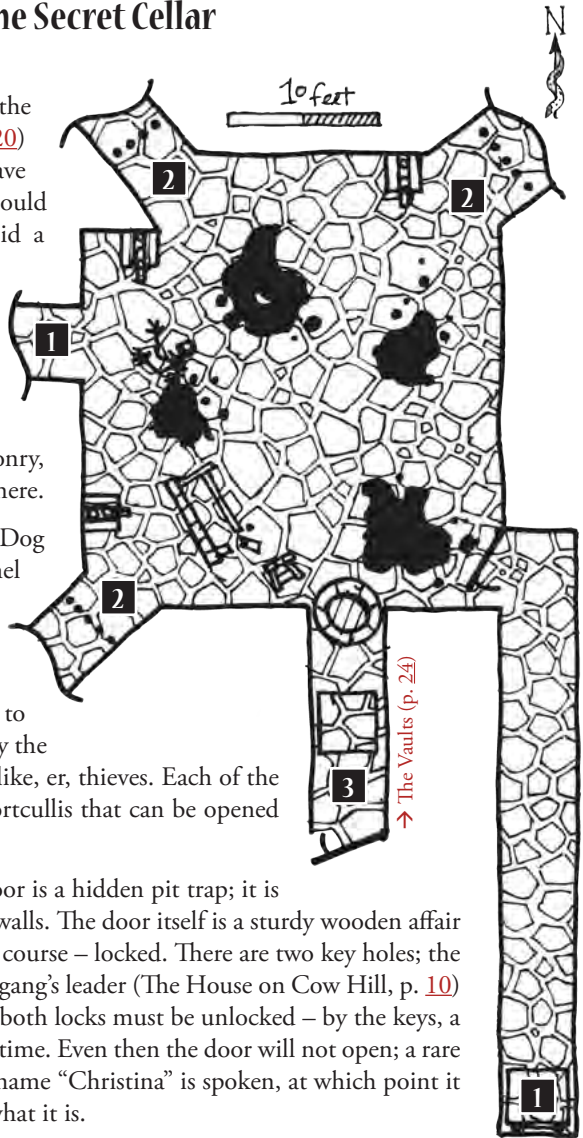 he Secret Cellar
N
10 feet
the
20)
ave
ould
id a
2
2
1
onry,
here.
Dog
nel
2
to
y the
like, er, thieves. Each of the
ortcullis that can be opened
3
→ The Vaults (p. 24)
oor is a hidden pit trap; it is
walls. The door itself is a sturdy wooden affair
course – locked. There are two key holes; the
gang's leader (The House on Cow Hill, p. 10)
both locks must be unlocked – by the keys, a
time. Even then the door will not open; a rare
name “Christina” is spoken, at which point it
what it is.
1